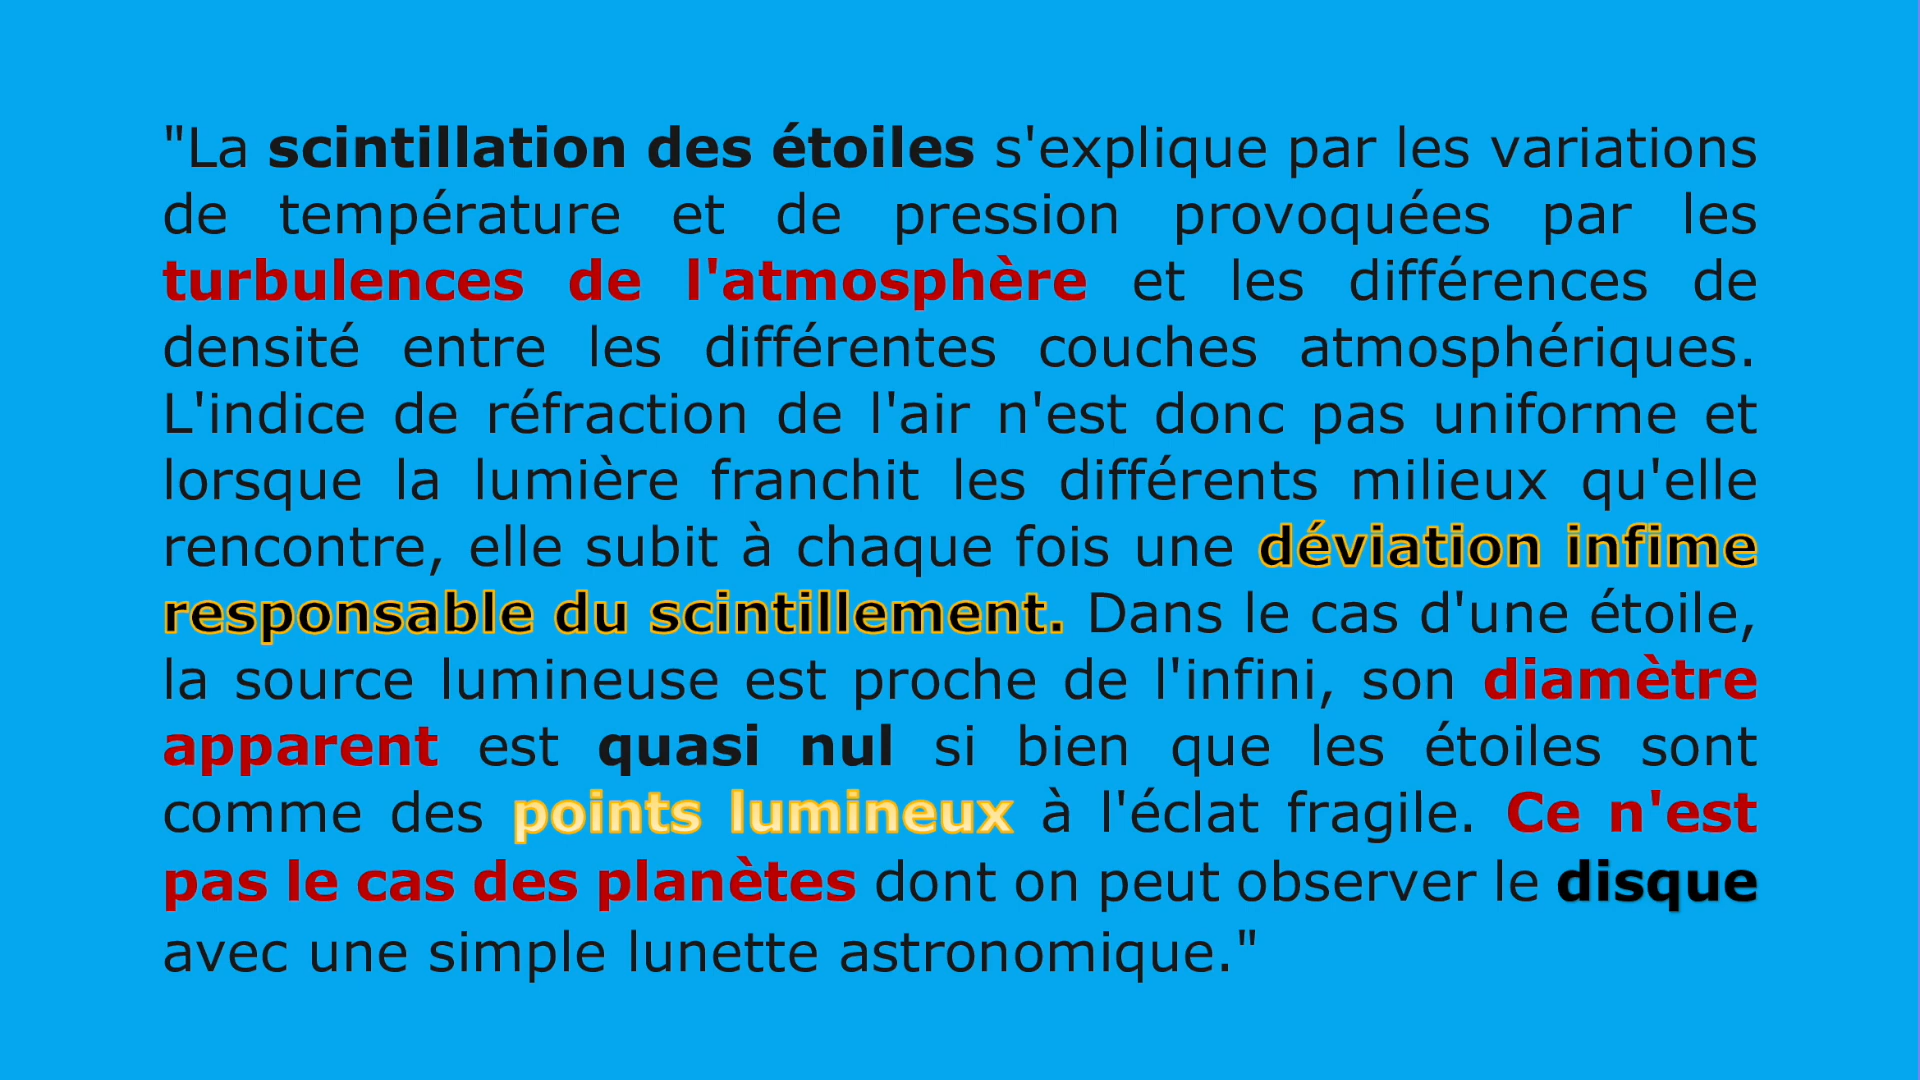 "La scintillation des étoiles s'explique par les variations
de température et de pression provoquées par les
turbulences de l'atmosphère et les différences de
densité entre les différentes couches atmosphériques.
L'indice de réfraction de l'air n'est donc pas uniforme et
lorsque la lumière franchit les différents milieux qu'elle
rencontre, elle subit à chaque fois une déviation infime
responsable du scintillement. Dans le cas d'une étoile,
la source lumineuse est proche de l'infini, son diamètre
apparent est quasi nul si bien que les étoiles sont
comme des points lumineux à l'éclat fragile. Ce n'est
pas le cas des planètes dont on peut observer le disque
avec une simple lunette astronomique."